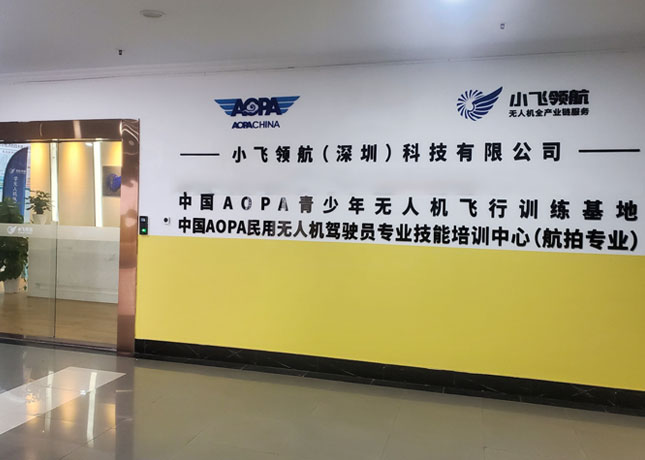 AOPA
AOPACHINA
小飞领航
无人机全产业链服务
小飞领航(深圳)科技有限公司
中国AOPA青少年无人机飞行训练基地
中国AOPA民用无人机驾驶员专业技能培训中心(航拍专业)